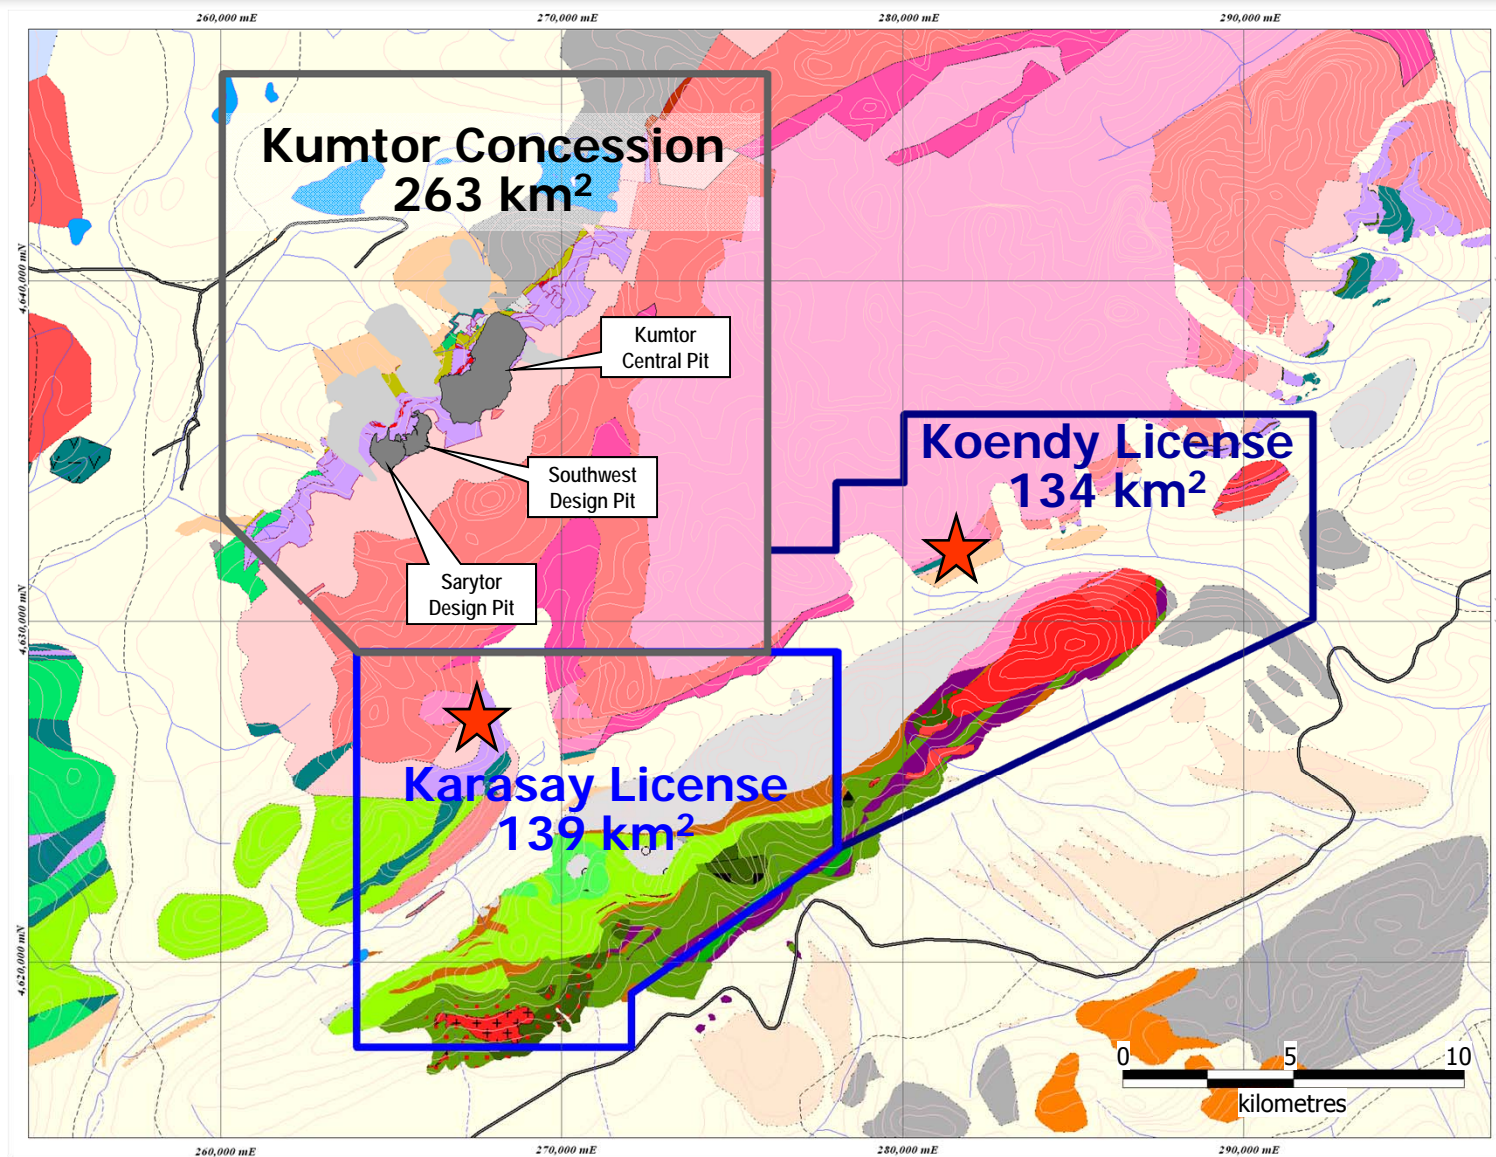 260,000 mE
270,000 mE
280,000 mE
290,000 mE
Kumtor Concession
263 km²
4,640,000 mN
Kumtor
Central Pit
Koendy License
134 km²
Southwest
Design Pit
Sarytor
Design Pit
4,630,000 mN
Karasay License
139 km²
4,620,000 mN
0 5 10
kilometres
260,000 mE
270,000 mE
280,000 mE
290,000 mE